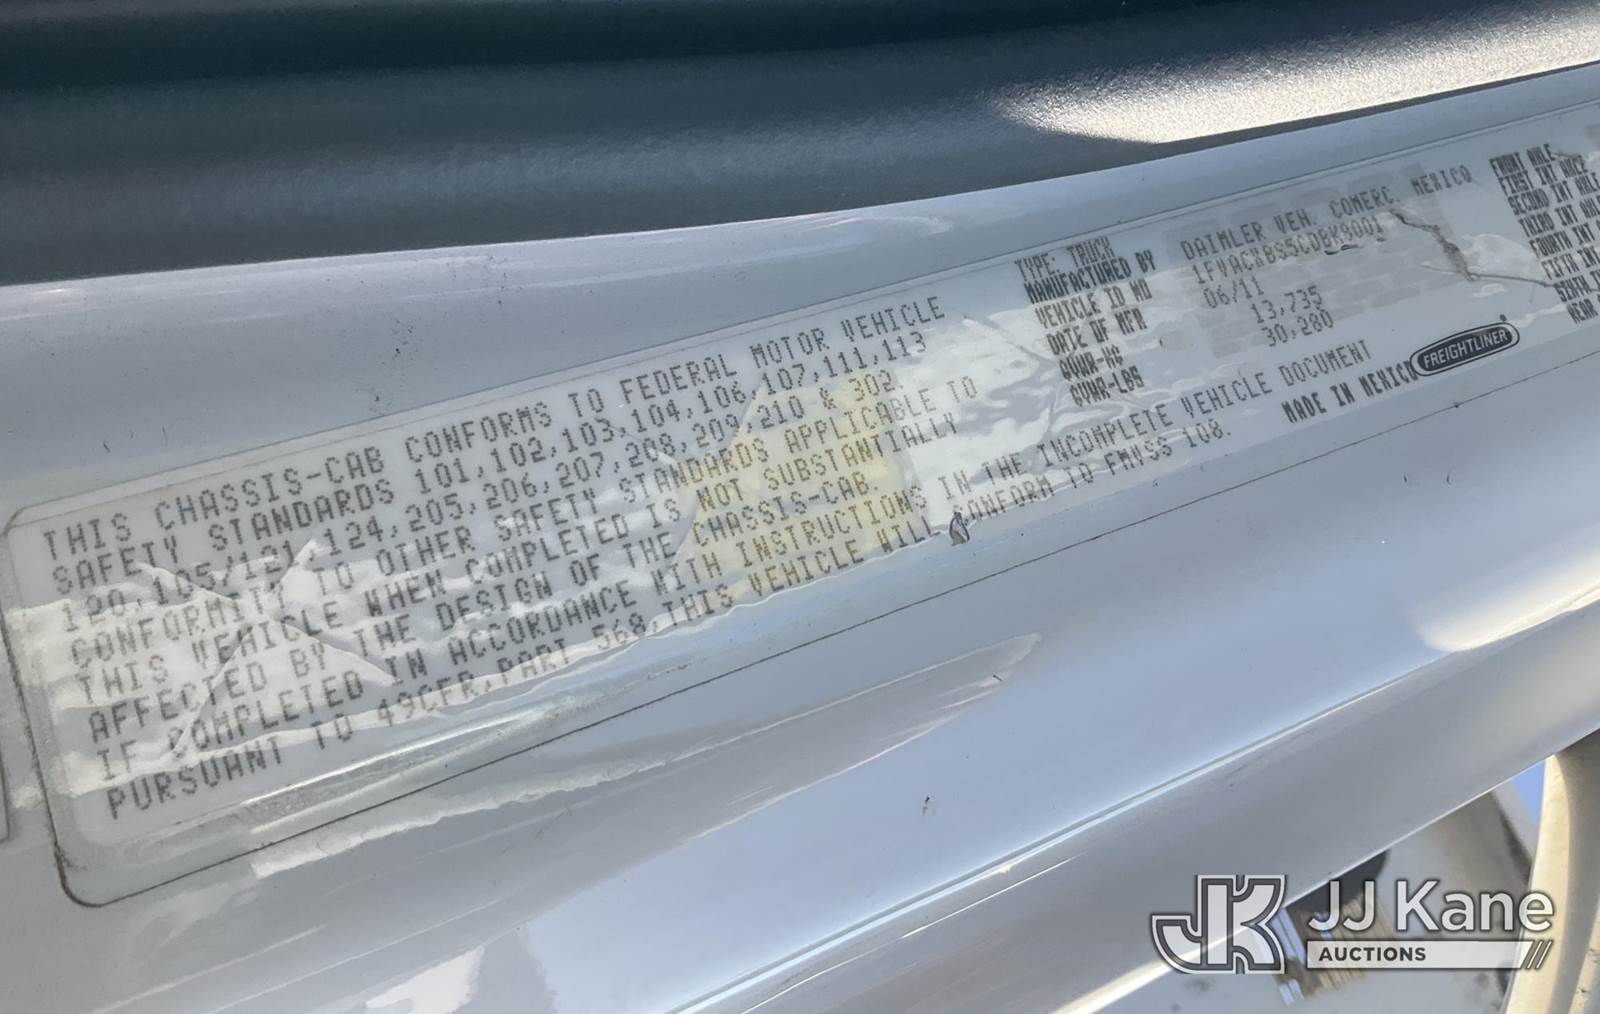 THIS CHASSIS-CAB CONFORMS TO FEDERAL MOTOR VEHICLE
SAFETY STANDARDS 101,102,103,104,106,107,111,113
120,105/121,124,205,206,207,208,209,210 & 302
CONFORMITY TO OTHER SAFETY STANDARDS APPLICABLE TO
THIS VEHICLE WHEN COMPLETED IS NOT SUBSTANTIALLY
AFFECTED BY THE DESIGN OF THE CHASSIS-CAB.
IF COMPLETED IN ACCORDANCE WITH INSTRUCTIONS IN THE INCOMPLETE VEHICLE DOCUMENT
PURSUANT TO 49CFR,PART 568,THIS VEHICLE WILL CONFORM TO FMVSS 108.
TYPE: TRUCK
MANUFACTURED BY DAIMLER VEH. COMERC. MEXICO
VEHICLE ID NO
DATE OF MFR 06/11
GVWR-KG 13,735
GVWR-LBS 30,280
MADE IN MEXICO
FREIGHTLINER
FRONT AXLE
FIRST INT AXLE
SECOND INT AXLE
THIRD INT AXLE
FOURTH INT
FIFTH INT
REAR
JK JJ Kane
AUCTIONS